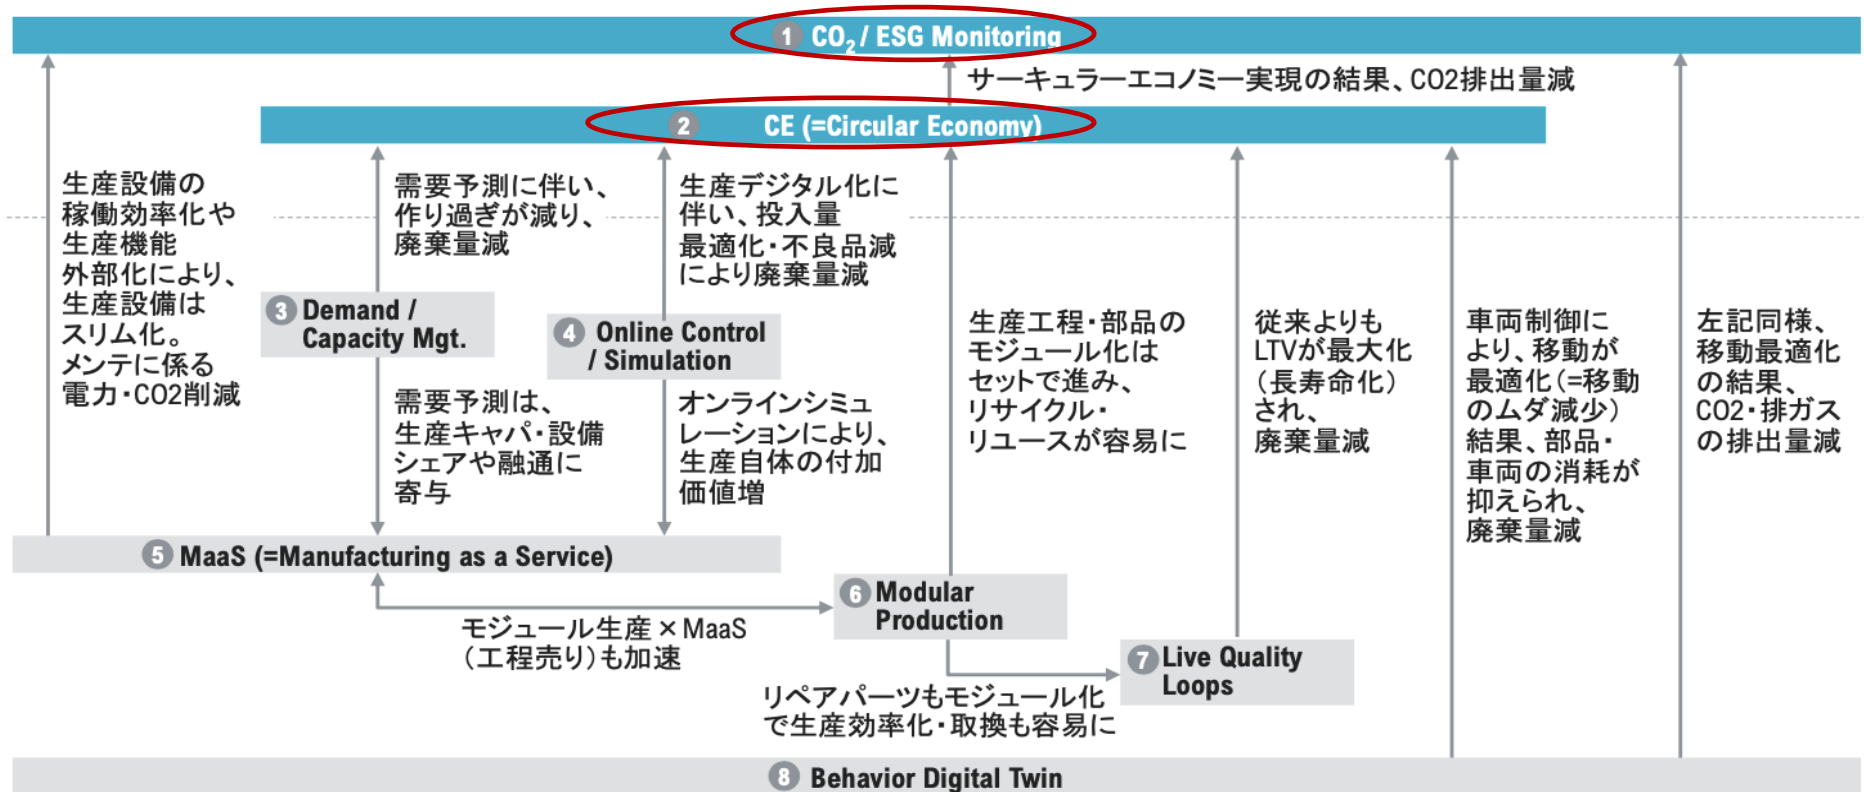 1 CO2 / ESG Monitoring
サーキュラーエコノミー実現の結果、CO2排出量減
2 CE (=Circular Economy)
生産設備の
稼働効率化や
生産機能
外部化により、
生産設備は
スリム化。
メンテに係る
電力・CO2削減
需要予測に伴い、
作り過ぎが減り、
廃棄量減
生産デジタル化に
伴い、投入量
最適化・不良品減
により廃棄量減
3 Demand /
Capacity Mgt.
4 Online Control
/ Simulation
需要予測は、
生産キャパ・設備
シェアや融通に
寄与
オンラインシミュ
レーションにより、
生産自体の付加
価値増
生産工程・部品の
モジュール化は
セットで進み、
リサイクル・
リユースが容易に
従来よりも
LTVが最大化
（長寿命化）
され、
廃棄量減
車両制御に
より、移動が
最適化（=移動
のムダ減少）
結果、部品・
車両の消耗が
抑えられ、
廃棄量減
左記同様、
移動最適化
の結果、
CO2・排ガス
の排出量減
5 MaaS (=Manufacturing as a Service)
6 Modular
Production
モジュール生産×MaaS
（工程売り）も加速
7 Live Quality
Loops
リペアパーツもモジュール化
で生産効率化・取換も容易に
8 Behavior Digital Twin